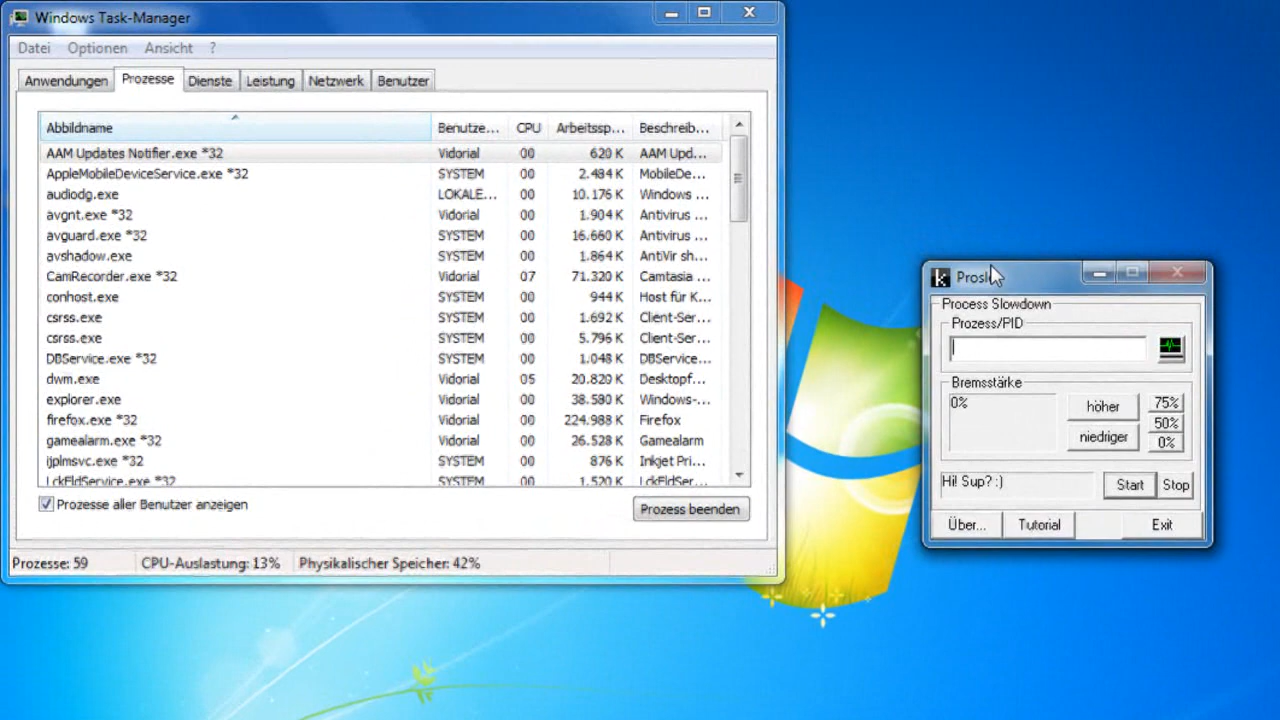 Windows Task-Manager
Datei Optionen Ansicht ?
Anwendungen Prozesse Dienste Leistung Netzwerk Benutzer
Abbildname Benutze... CPU Arbeitssp... Beschreib...
AAM Updates Notifier.exe *32 Vidorial 00 620 K AAM Upd...
AppleMobileDeviceService.exe *32 SYSTEM 00 2.484 K MobileDe...
audiodg.exe LOKALE... 00 10.176 K Windows ...
avgnt.exe *32 Vidorial 00 1.904 K Antivirus ...
avguard.exe *32 SYSTEM 00 16.660 K Antivirus ...
avshadow.exe SYSTEM 00 1.864 K AntiVir sh...
CamRecorder.exe *32 Vidorial 07 71.320 K Camtasia ...
conhost.exe SYSTEM 00 944 K Host für K...
csrss.exe SYSTEM 00 1.692 K Client-Ser...
csrss.exe SYSTEM 00 5.796 K Client-Ser...
DBService.exe *32 SYSTEM 00 1.048 K DBService...
dwm.exe Vidorial 05 20.820 K Desktopf...
explorer.exe Vidorial 00 38.580 K Windows-...
firefox.exe *32 Vidorial 00 224.988 K Firefox
gamealarm.exe *32 Vidorial 00 26.528 K Gamealarm
ijplmsvc.exe *32 SYSTEM 00 876 K Inkjet Pri...
LckFldService.exe *32 SYSTEM 00 1.520 K LckFldSer...
Prozesse aller Benutzer anzeigen
Prozess beenden
Prozesse: 59 CPU-Auslastung: 13% Physikalischer Speicher: 42%
k
Process Slowdown
Prozess/PID
Bremsstärke
0%
höher
niedriger
75%
50%
0%
Hi! Sup? :)
Start Stop
Über... Tutorial Exit